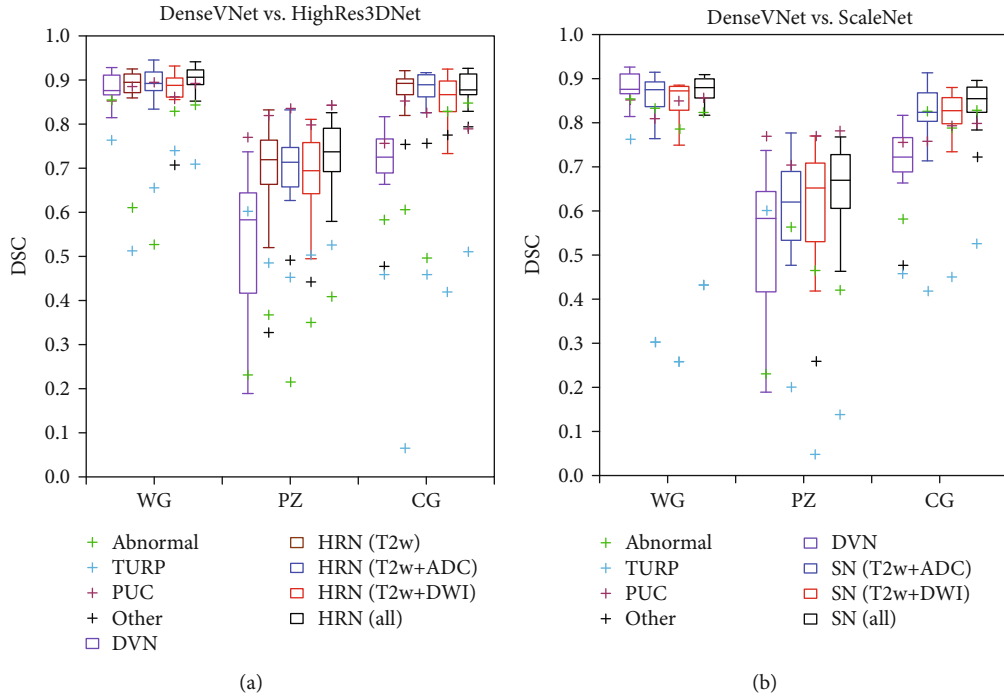 DenseVNet vs. HighRes3DNet
1.0
0.9
0.8
0.7
0.6
0.5
0.4
0.3
0.2
0.1
0.0
DSC
WG PZ CG
Abnormal
TURP
PUC
Other
DVN
HRN (T2w)
HRN (T2w+ADC)
HRN (T2w+DWI)
HRN (all)
(a)
DenseVNet vs. ScaleNet
1.0
0.9
0.8
0.7
0.6
0.5
0.4
0.3
0.2
0.1
0.0
DSC
WG PZ CG
Abnormal
TURP
PUC
Other
DVN
SN (T2w+ADC)
SN (T2w+DWI)
SN (all)
(b)